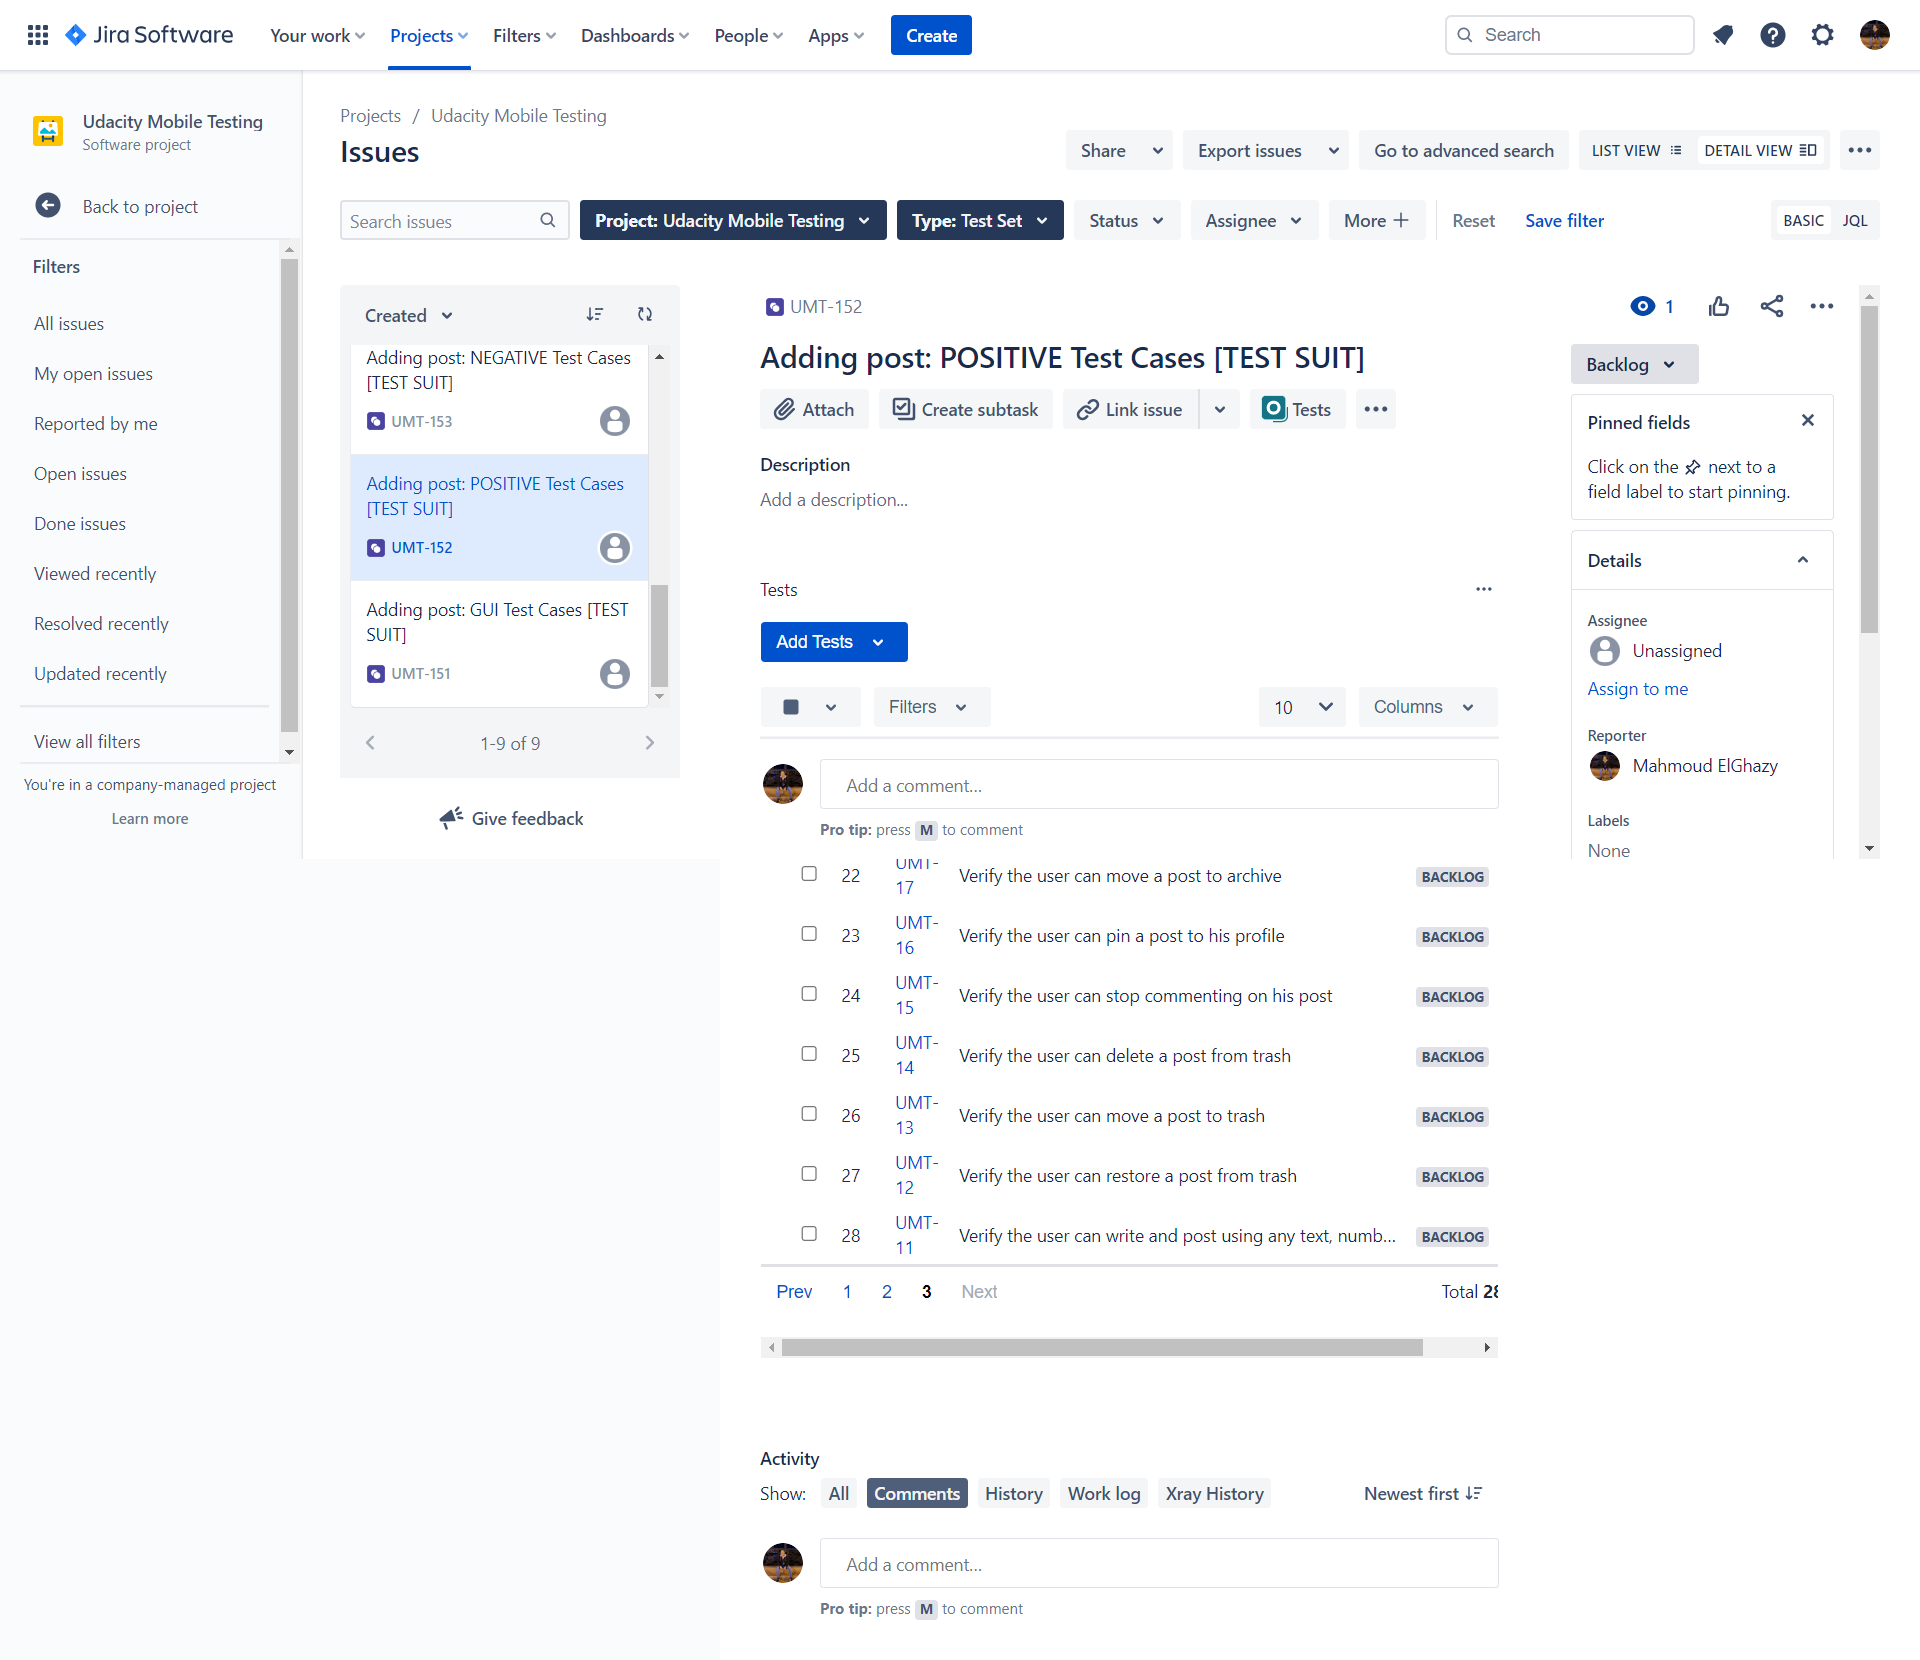 Jira Software
Your work
Projects
Filters
Dashboards
People
Apps
Create
Search
Udacity Mobile Testing
Software project
Back to project
Filters
All issues
My open issues
Reported by me
Open issues
Done issues
Viewed recently
Resolved recently
Updated recently
View all filters
You're in a company-managed project
Learn more
Projects / Udacity Mobile Testing
Issues
Share
Export issues
Go to advanced search
LIST VIEW
DETAIL VIEW
Search issues
Project: Udacity Mobile Testing
Type: Test Set
Status
Assignee
More
Reset
Save filter
BASIC
JQL
Created
Adding post: NEGATIVE Test Cases
[TEST SUIT]
UMT-153
Adding post: POSITIVE Test Cases
[TEST SUIT]
UMT-152
Adding post: GUI Test Cases [TEST
SUIT]
UMT-151
1-9 of 9
Give feedback
UMT-152
1
Adding post: POSITIVE Test Cases [TEST SUIT]
Attach
Create subtask
Link issue
Tests
Description
Add a description...
Tests
Add Tests
Filters
10
Columns
Add a comment...
Pro tip: press M to comment
22 UMT-17 Verify the user can move a post to archive BACKLOG
23 UMT-16 Verify the user can pin a post to his profile BACKLOG
24 UMT-15 Verify the user can stop commenting on his post BACKLOG
25 UMT-14 Verify the user can delete a post from trash BACKLOG
26 UMT-13 Verify the user can move a post to trash BACKLOG
27 UMT-12 Verify the user can restore a post from trash BACKLOG
28 UMT-11 Verify the user can write and post using any text, numb... BACKLOG
Prev 1 2 3 Next
Total 28
Activity
Show: All Comments History Work log Xray History
Newest first
Add a comment...
Pro tip: press M to comment
Backlog
Pinned fields
Click on the next to a
field label to start pinning.
Details
Assignee
Unassigned
Assign to me
Reporter
Mahmoud ElGhazy
Labels
None